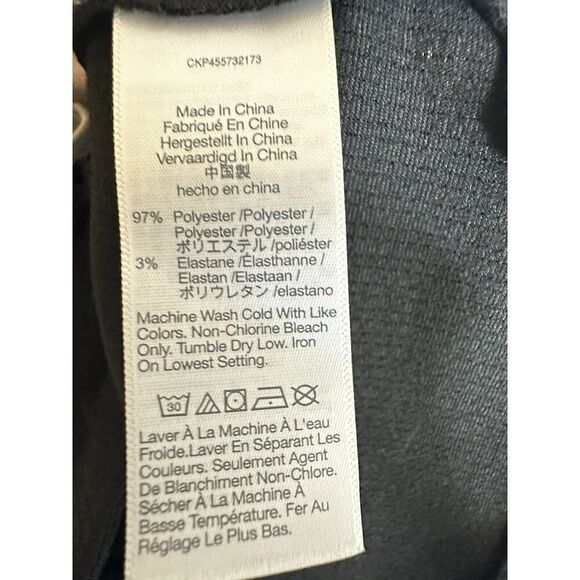 CKP455732173
Made In China
Fabriqué En Chine
Hergestellt In China
Vervaardigd In China
中国製
hecho en china
97% Polyester /Polyester /
Polyester /Polyester /
ポリエステル /poliéster
3% Elastane /Élasthanne /
Elastan /Elastaan /
ポリウレタン /elastano
Machine Wash Cold With Like
Colors. Non-Chlorine Bleach
Only. Tumble Dry Low. Iron
On Lowest Setting.
30
Laver À La Machine À L'eau
Froide.Laver En Séparant Les
Couleurs. Seulement Agent
De Blanchiment Non-Chlore.
Sécher À La Machine À
Basse Température. Fer Au
Réglage Le Plus Bas.